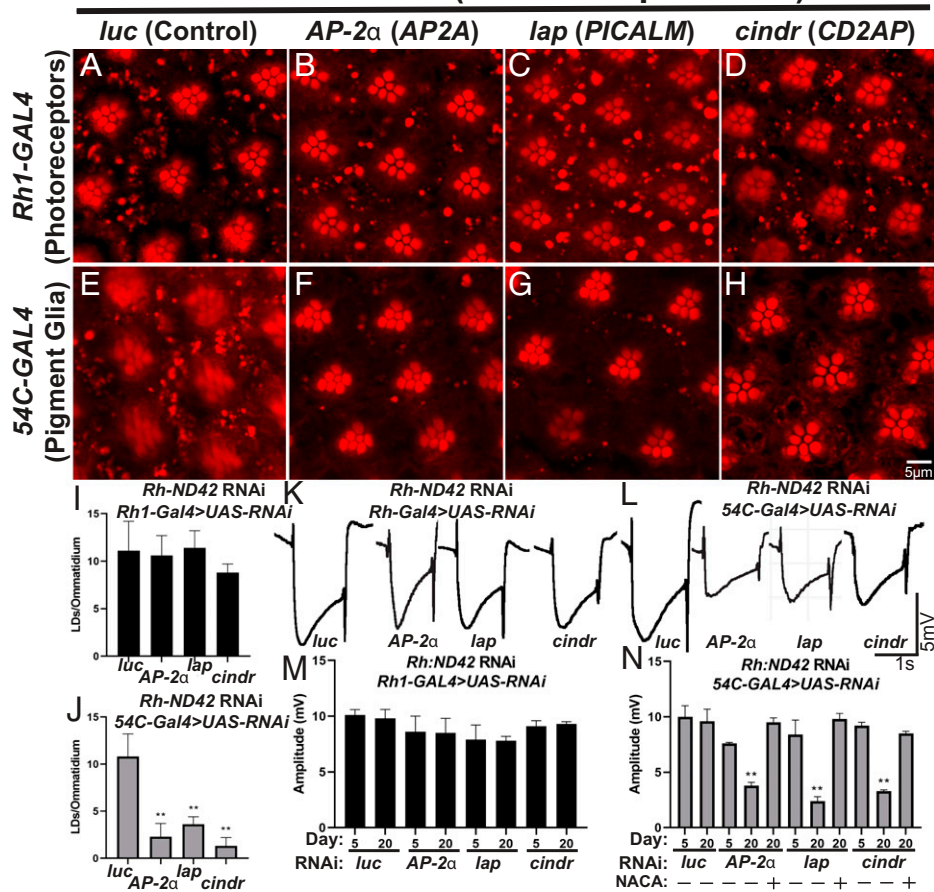 luc (Control) AP-2α (AP2A) lap (PICALM) cindr (CD2AP)
Rh1-GAL4
(Photoreceptors)
A B C D
54C-GAL4
(Pigment Glia)
E F G H
5µm
I
Rh-ND42 RNAi
Rh1-Gal4>UAS-RNAi
LDs/Ommatidium
15
10
5
0
luc AP-2α lap cindr
J
Rh-ND42 RNAi
54C-Gal4>UAS-RNAi
LDs/Ommatidium
15
10
5
0
** ** **
luc AP-2α lap cindr
K
Rh-ND42 RNAi
Rh-Gal4>UAS-RNAi
luc AP-2α lap cindr
L
Rh-ND42 RNAi
54C-Gal4>UAS-RNAi
luc AP-2α lap cindr
5mV
1s
M
Rh:ND42 RNAi
Rh1-GAL4>UAS-RNAi
Amplitude (mV)
15
10
5
0
Day: 5 20 5 20 5 20 5 20
RNAi: luc AP-2α lap cindr
N
Rh:ND42 RNAi
54C-GAL4>UAS-RNAi
Amplitude (mV)
15
10
5
0
** ** **
Day: 5 20 5 20 20 5 20 20 5 20 20
RNAi: luc AP-2α lap cindr
NACA: − − − − + − − + − − +